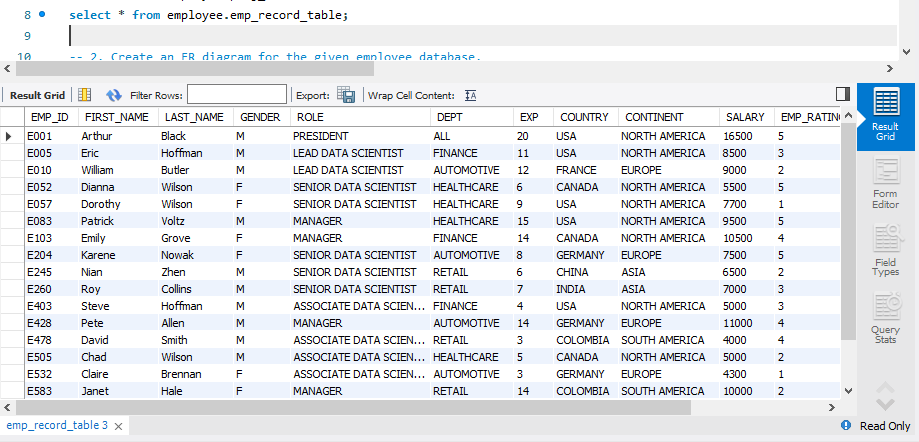 8 select * from employee.emp_record_table;
9
10 -- 2. Create an ER diagram for the given employee database.
Result Grid Filter Rows: Export: Wrap Cell Content: IA
EMP_ID FIRST_NAME LAST_NAME GENDER ROLE DEPT EXP COUNTRY CONTINENT SALARY EMP_RATING
E001 Arthur Black M PRESIDENT ALL 20 USA NORTH AMERICA 16500 5
E005 Eric Hoffman M LEAD DATA SCIENTIST FINANCE 11 USA NORTH AMERICA 8500 3
E010 William Butler M LEAD DATA SCIENTIST AUTOMOTIVE 12 FRANCE EUROPE 9000 2
E052 Dianna Wilson F SENIOR DATA SCIENTIST HEALTHCARE 6 CANADA NORTH AMERICA 5500 5
E057 Dorothy Wilson F SENIOR DATA SCIENTIST HEALTHCARE 9 USA NORTH AMERICA 7700 1
E083 Patrick Voltz M MANAGER HEALTHCARE 15 USA NORTH AMERICA 9500 5
E103 Emily Grove F MANAGER FINANCE 14 CANADA NORTH AMERICA 10500 4
E204 Karene Nowak F SENIOR DATA SCIENTIST AUTOMOTIVE 8 GERMANY EUROPE 7500 5
E245 Nian Zhen M SENIOR DATA SCIENTIST RETAIL 6 CHINA ASIA 6500 2
E260 Roy Collins M SENIOR DATA SCIENTIST RETAIL 7 INDIA ASIA 7000 3
E403 Steve Hoffman M ASSOCIATE DATA SCIEN... FINANCE 4 USA NORTH AMERICA 5000 3
E428 Pete Allen M MANAGER AUTOMOTIVE 14 GERMANY EUROPE 11000 4
E478 David Smith M ASSOCIATE DATA SCIEN... RETAIL 3 COLOMBIA SOUTH AMERICA 4000 4
E505 Chad Wilson M ASSOCIATE DATA SCIEN... HEALTHCARE 5 CANADA NORTH AMERICA 5000 2
E532 Claire Brennan F ASSOCIATE DATA SCIEN... AUTOMOTIVE 3 GERMANY EUROPE 4300 1
E583 Janet Hale F MANAGER RETAIL 14 COLOMBIA SOUTH AMERICA 10000 2
Result
Grid
Form
Editor
Field
Types
Query
Stats
emp_record_table 3
Read Only